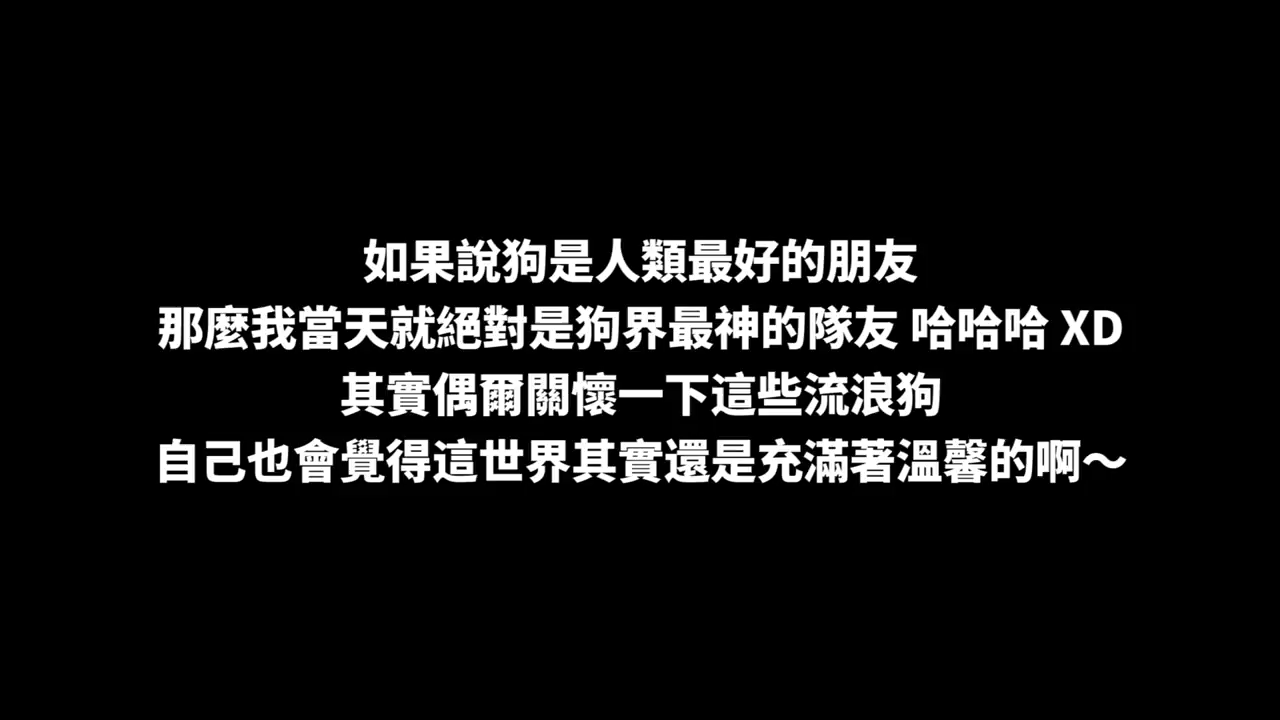 如果說狗是人類最好的朋友
那麼我當天就絕對是狗界最神的隊友 哈哈哈 XD
其實偶爾關懷一下這些流浪狗
自己也會覺得這世界其實還是充滿著溫馨的啊～